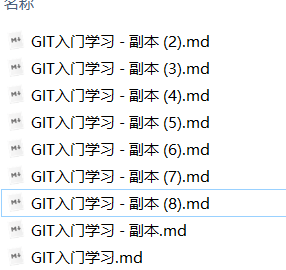 名称
GIT入门学习 - 副本 (2).md
GIT入门学习 - 副本 (3).md
GIT入门学习 - 副本 (4).md
GIT入门学习 - 副本 (5).md
GIT入门学习 - 副本 (6).md
GIT入门学习 - 副本 (7).md
GIT入门学习 - 副本 (8).md
GIT入门学习 - 副本.md
GIT入门学习.md